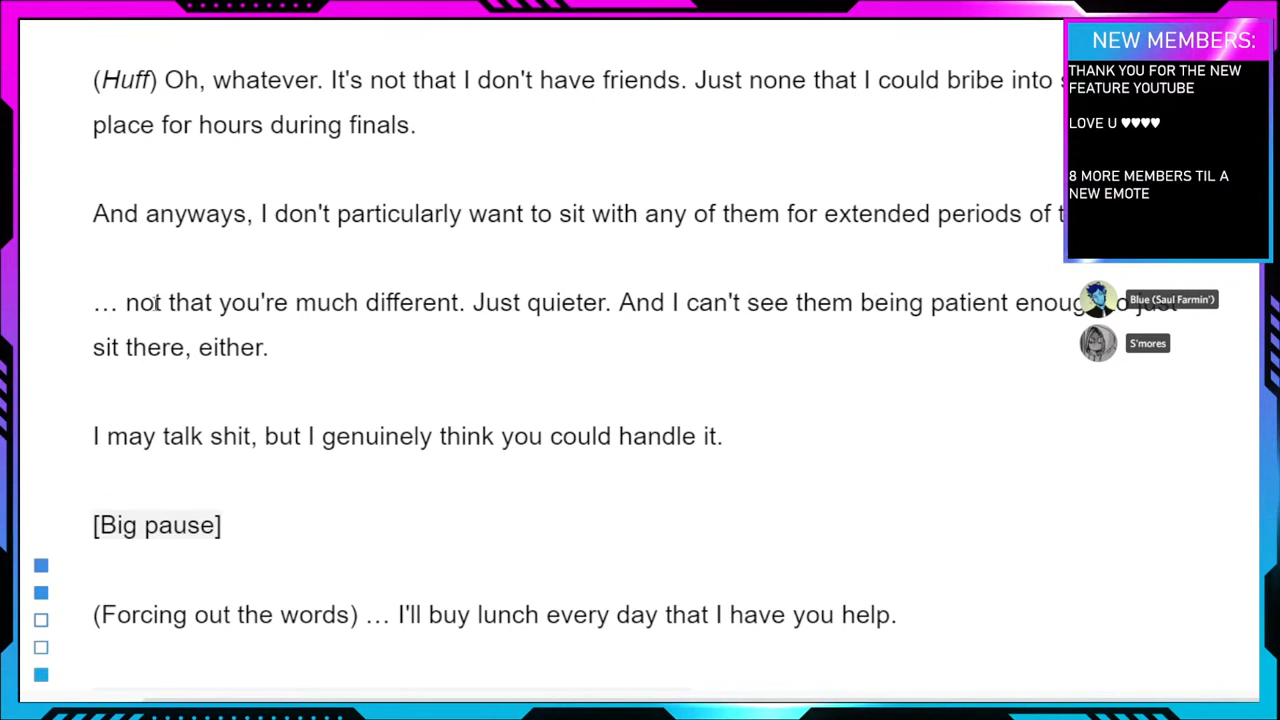 (Huff) Oh, whatever. It's not that I don't have friends. Just none that I could bribe into
place for hours during finals.
And anyways, I don't particularly want to sit with any of them for extended periods of
… not that you're much different. Just quieter. And I can't see them being patient enough to just
sit there, either.
I may talk shit, but I genuinely think you could handle it.
[Big pause]
(Forcing out the words) … I'll buy lunch every day that I have you help.
NEW MEMBERS:
THANK YOU FOR THE NEW
FEATURE YOUTUBE
LOVE U ♥♥♥♥
8 MORE MEMBERS TIL A
NEW EMOTE
Blue (Saul Farmin')
S'mores